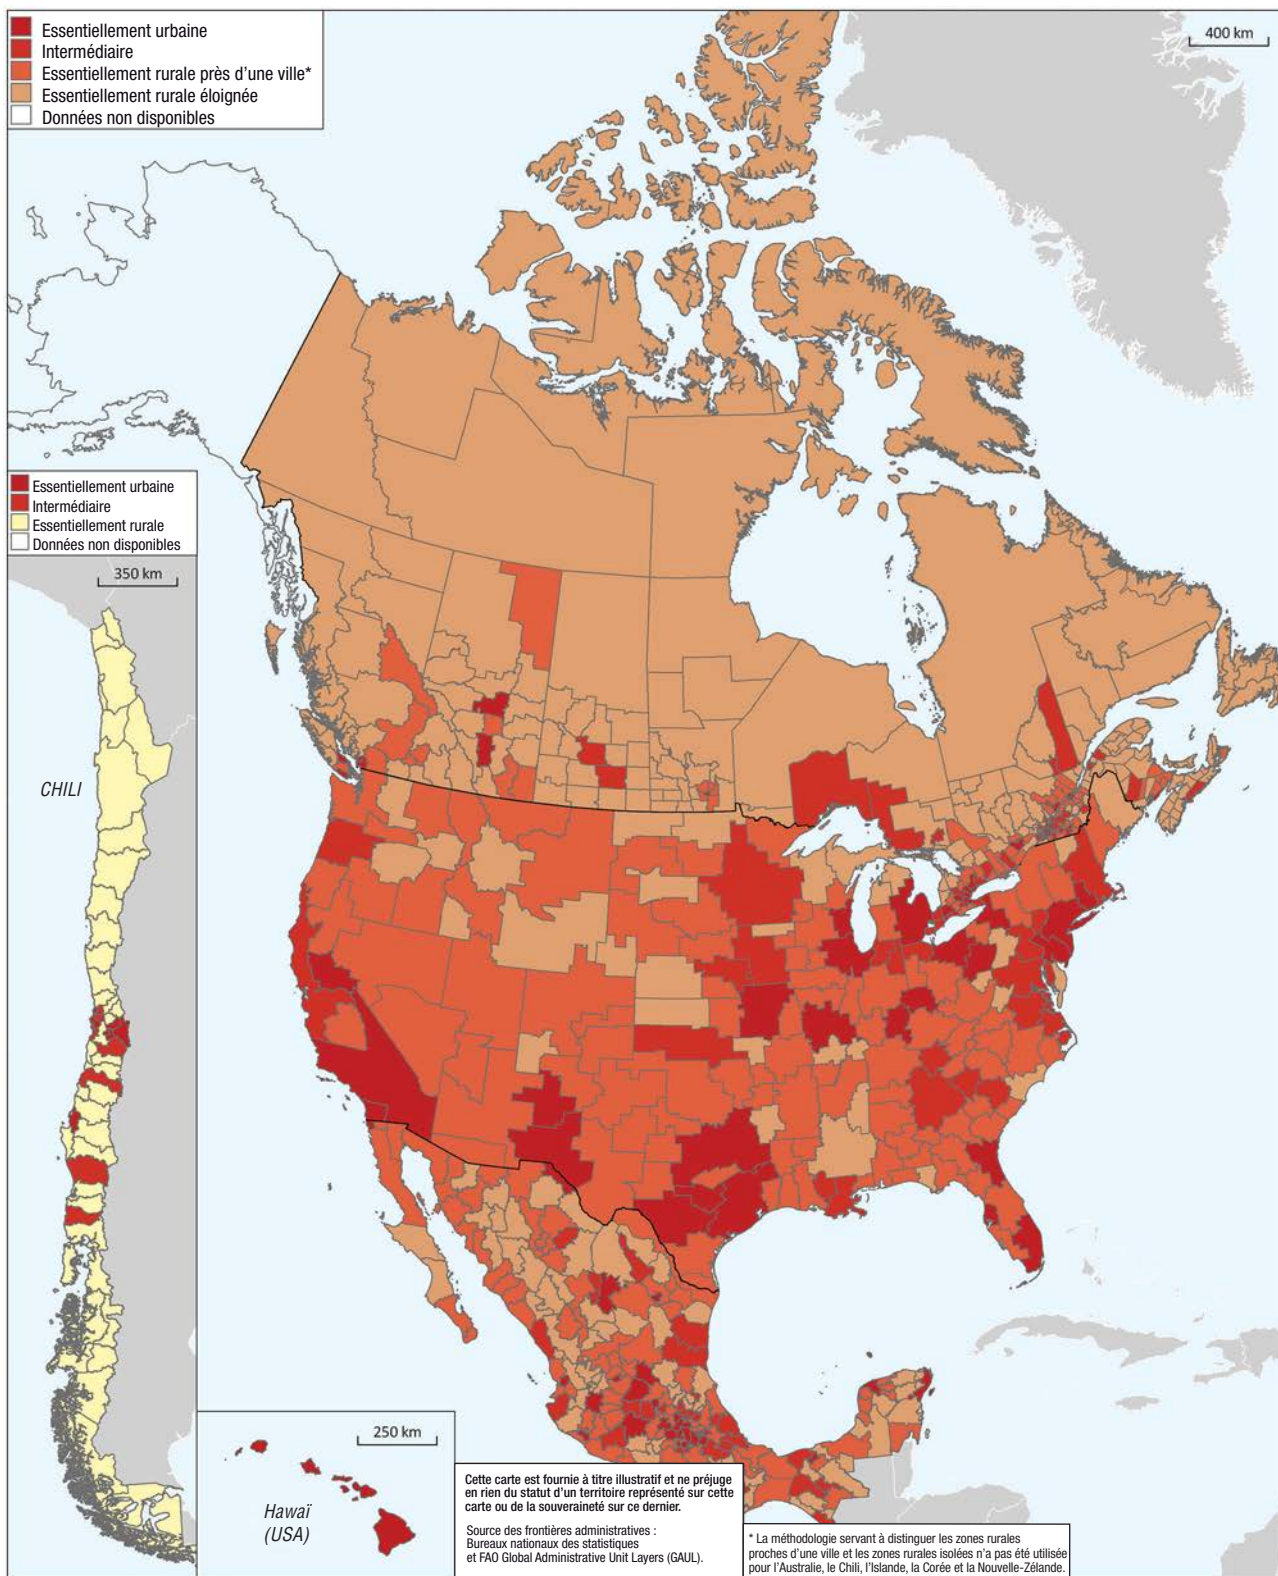 Essentiellement urbaine
Intermédiaire
Essentiellement rurale près d'une ville*
Essentiellement rurale éloignée
Données non disponibles
400 km
Essentiellement urbaine
Intermédiaire
Essentiellement rurale
Données non disponibles
350 km
CHILI
250 km
Hawaï
(USA)
Cette carte est fournie à titre illustratif et ne préjuge
en rien du statut d'un territoire représenté sur cette
carte ou de la souveraineté sur ce dernier.
Source des frontières administratives :
Bureaux nationaux des statistiques
et FAO Global Administrative Unit Layers (GAUL).
* La méthodologie servant à distinguer les zones rurales
proches d'une ville et les zones rurales isolées n'a pas été utilisée
pour l'Australie, le Chili, l'Islande, la Corée et la Nouvelle-Zélande.